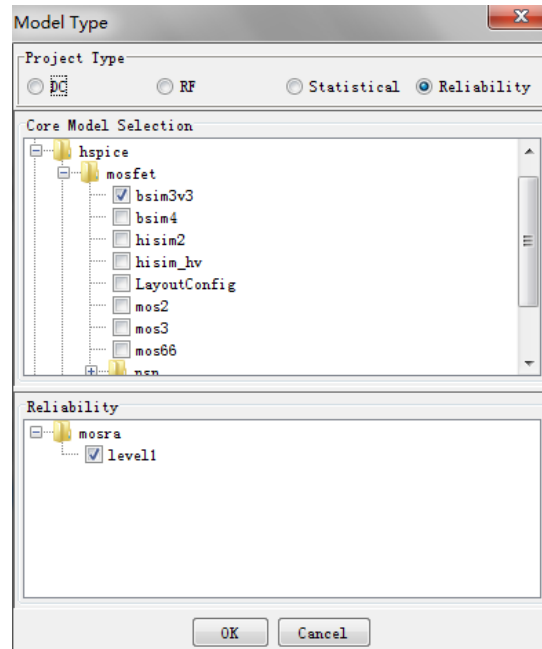 Model Type
Project Type
DC RF Statistical Reliability
Core Model Selection
hspice
mosfet
bsim3v3
bsim4
hisim2
hisim_hv
LayoutConfig
mos2
mos3
mos66
Reliability
mosra
level1
OK Cancel